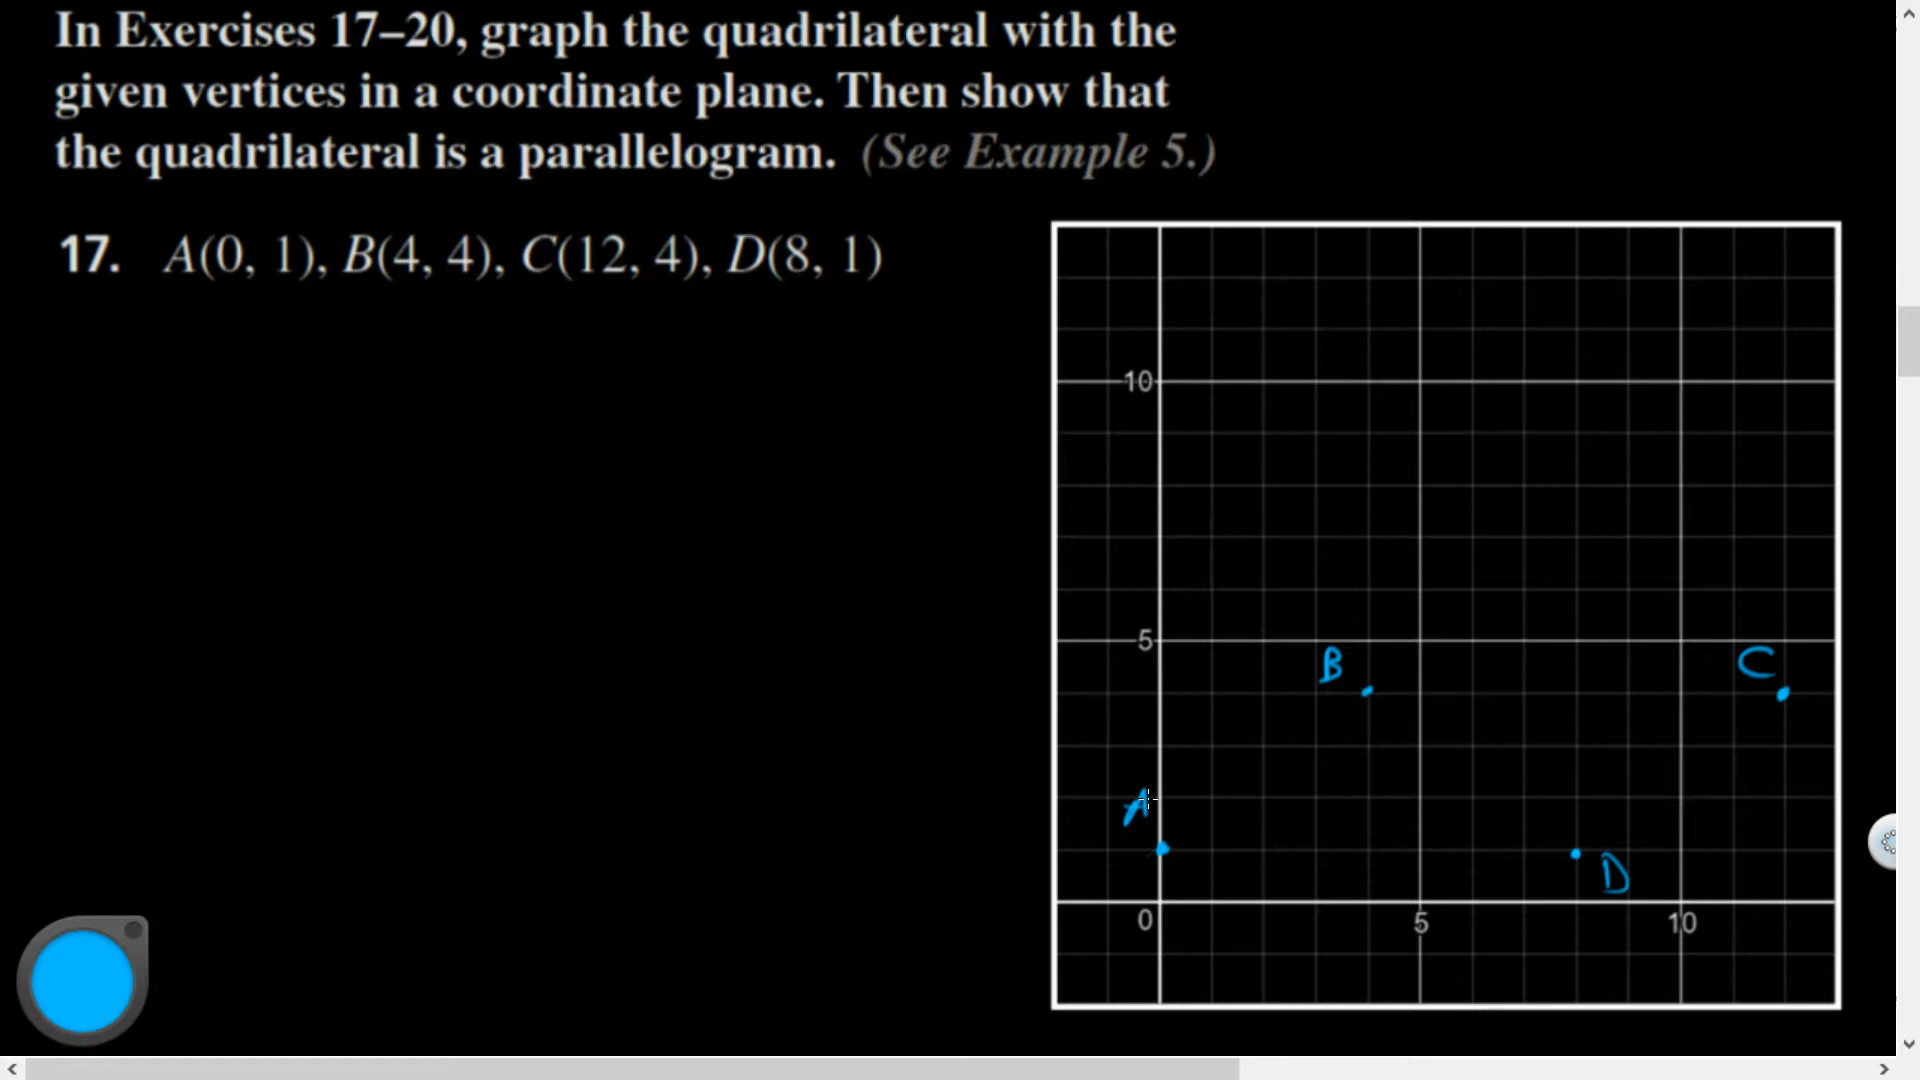 In Exercises 17–20, graph the quadrilateral with the
given vertices in a coordinate plane. Then show that
the quadrilateral is a parallelogram. (See Example 5.)
17. A(0, 1), B(4, 4), C(12, 4), D(8, 1)
10
5
B
C
A
D
0
5
10